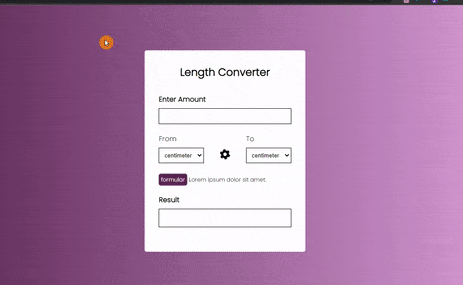 Length Converter
Enter Amount
From To
centimeter centimeter
formular Lorem ipsum dolor sit amet.
Result